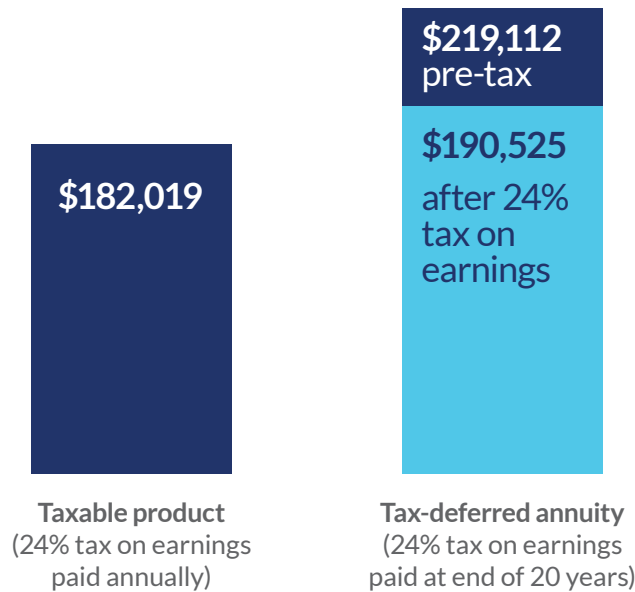 $182,019
$219,112
pre-tax
$190,525
after 24%
tax on
earnings
Taxable product
(24% tax on earnings
paid annually)
Tax-deferred annuity
(24% tax on earnings
paid at end of 20 years)